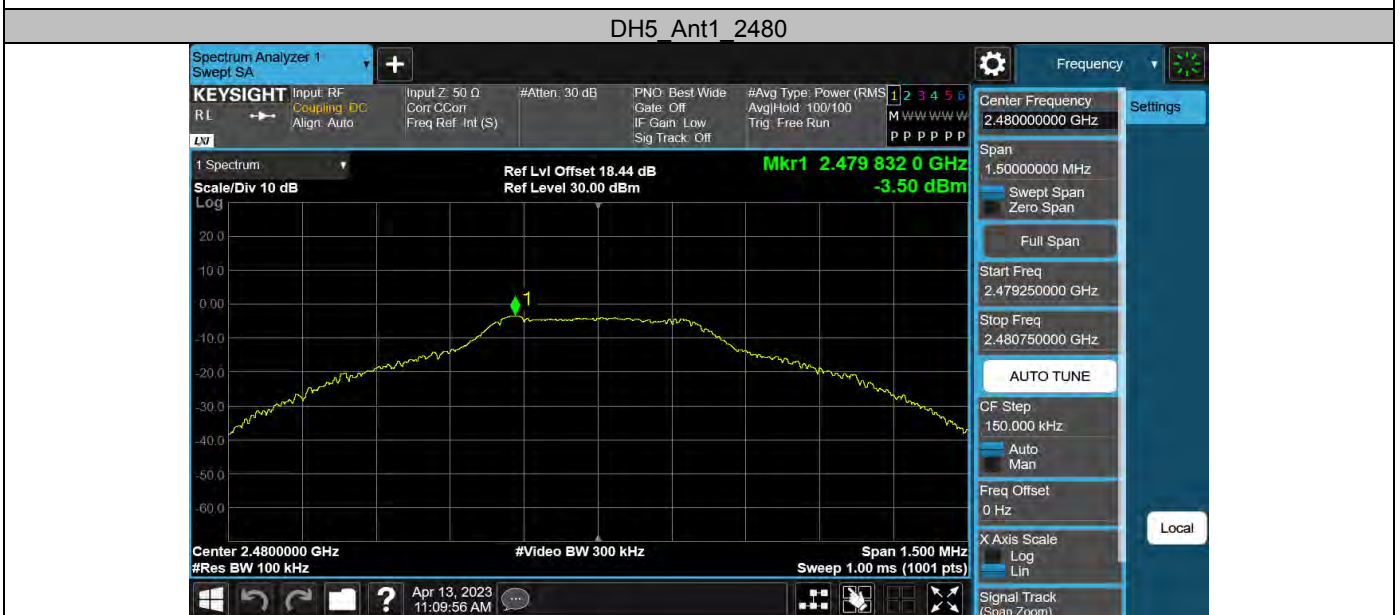 DH5_Ant1_2480
Spectrum Analyzer 1
Swept SA
+
Frequency
KEYSIGHT
RL
LXI
Input: RF
Coupling: DC
Align: Auto
Input Z: 50 Ω
Corr CCorr
Freq Ref: Int (S)
#Atten: 30 dB
PNO: Best Wide
Gate: Off
IF Gain: Low
Sig Track: Off
#Avg Type: Power (RMS
Avg|Hold: 100/100
Trig: Free Run
1 2 3 4 5 6
M W W W W W
P P P P P P
1 Spectrum
Scale/Div 10 dB
Log
Ref Lvl Offset 18.44 dB
Ref Level 30.00 dBm
Mkr1 2.479 832 0 GHz
-3.50 dBm
20.0
10.0
0.00
-10.0
-20.0
-30.0
-40.0
-50.0
-60.0
1
Center 2.4800000 GHz
#Res BW 100 kHz
#Video BW 300 kHz
Span 1.500 MHz
Sweep 1.00 ms (1001 pts)
?
Apr 13, 2023
11:09:56 AM
Center Frequency
2.480000000 GHz
Settings
Span
1.50000000 MHz
Swept Span
Zero Span
Full Span
Start Freq
2.479250000 GHz
Stop Freq
2.480750000 GHz
AUTO TUNE
CF Step
150.000 kHz
Auto
Man
Freq Offset
0 Hz
X Axis Scale
Log
Lin
Local
Signal Track
(Span Zoom)